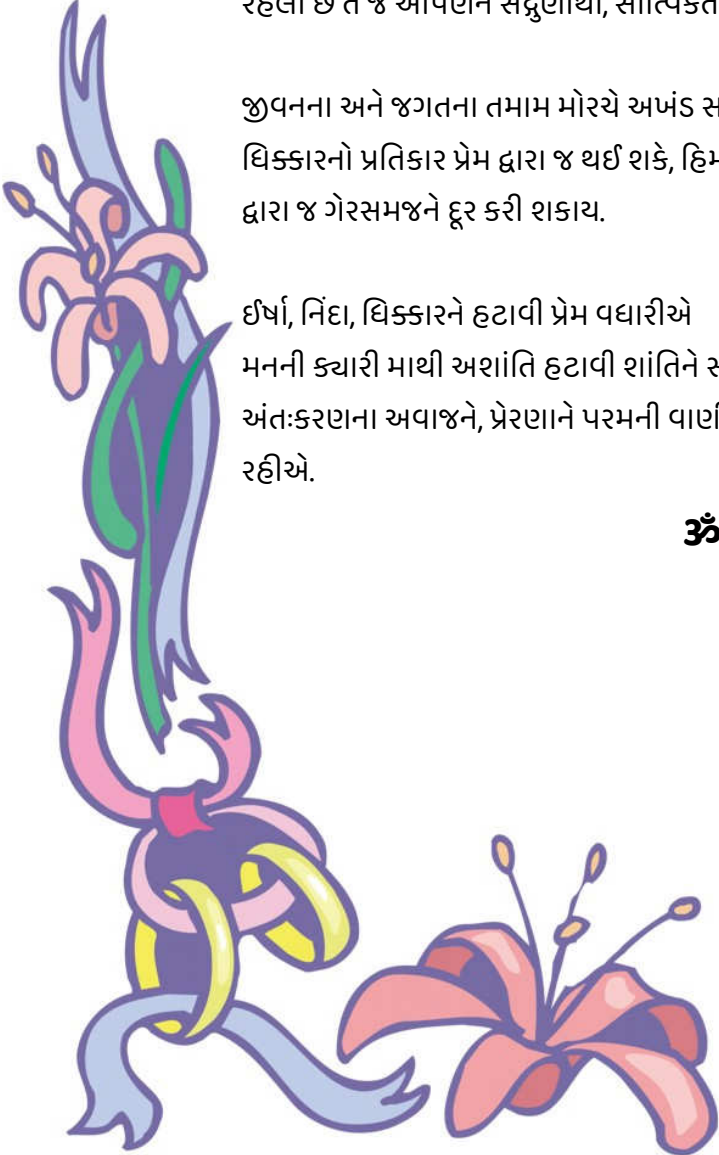 જીવનના અને જગતના તમામ મોરચે અખંડ
ધિક્કારનો પ્રતિકાર પ્રેમ દ્વારા જ થઈ શકે,
દ્વારા જ ગેરસમજને દૂર કરી શકાય.
ઈર્ષા, નિંદા, ધિક્કારને હટાવી પ્રેમ વધારીએ
મનની ક્યારી માથી અશાંતિ હટાવી શાંતિને
અંતઃકરણના અવાજને, પ્રેરણાને પરમની
રહીએ.
ૐ